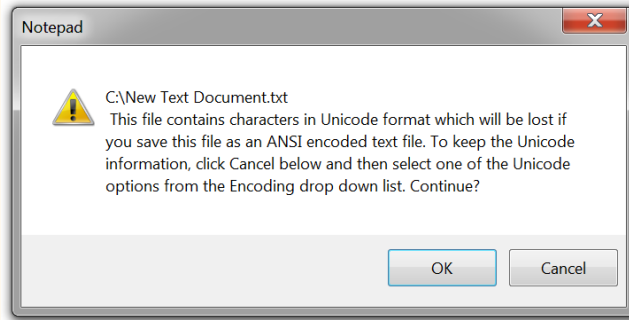 Notepad
C:\New Text Document.txt
This file contains characters in Unicode format which will be lost if
you save this file as an ANSI encoded text file. To keep the Unicode
information, click Cancel below and then select one of the Unicode
options from the Encoding drop down list. Continue?
OK
Cancel